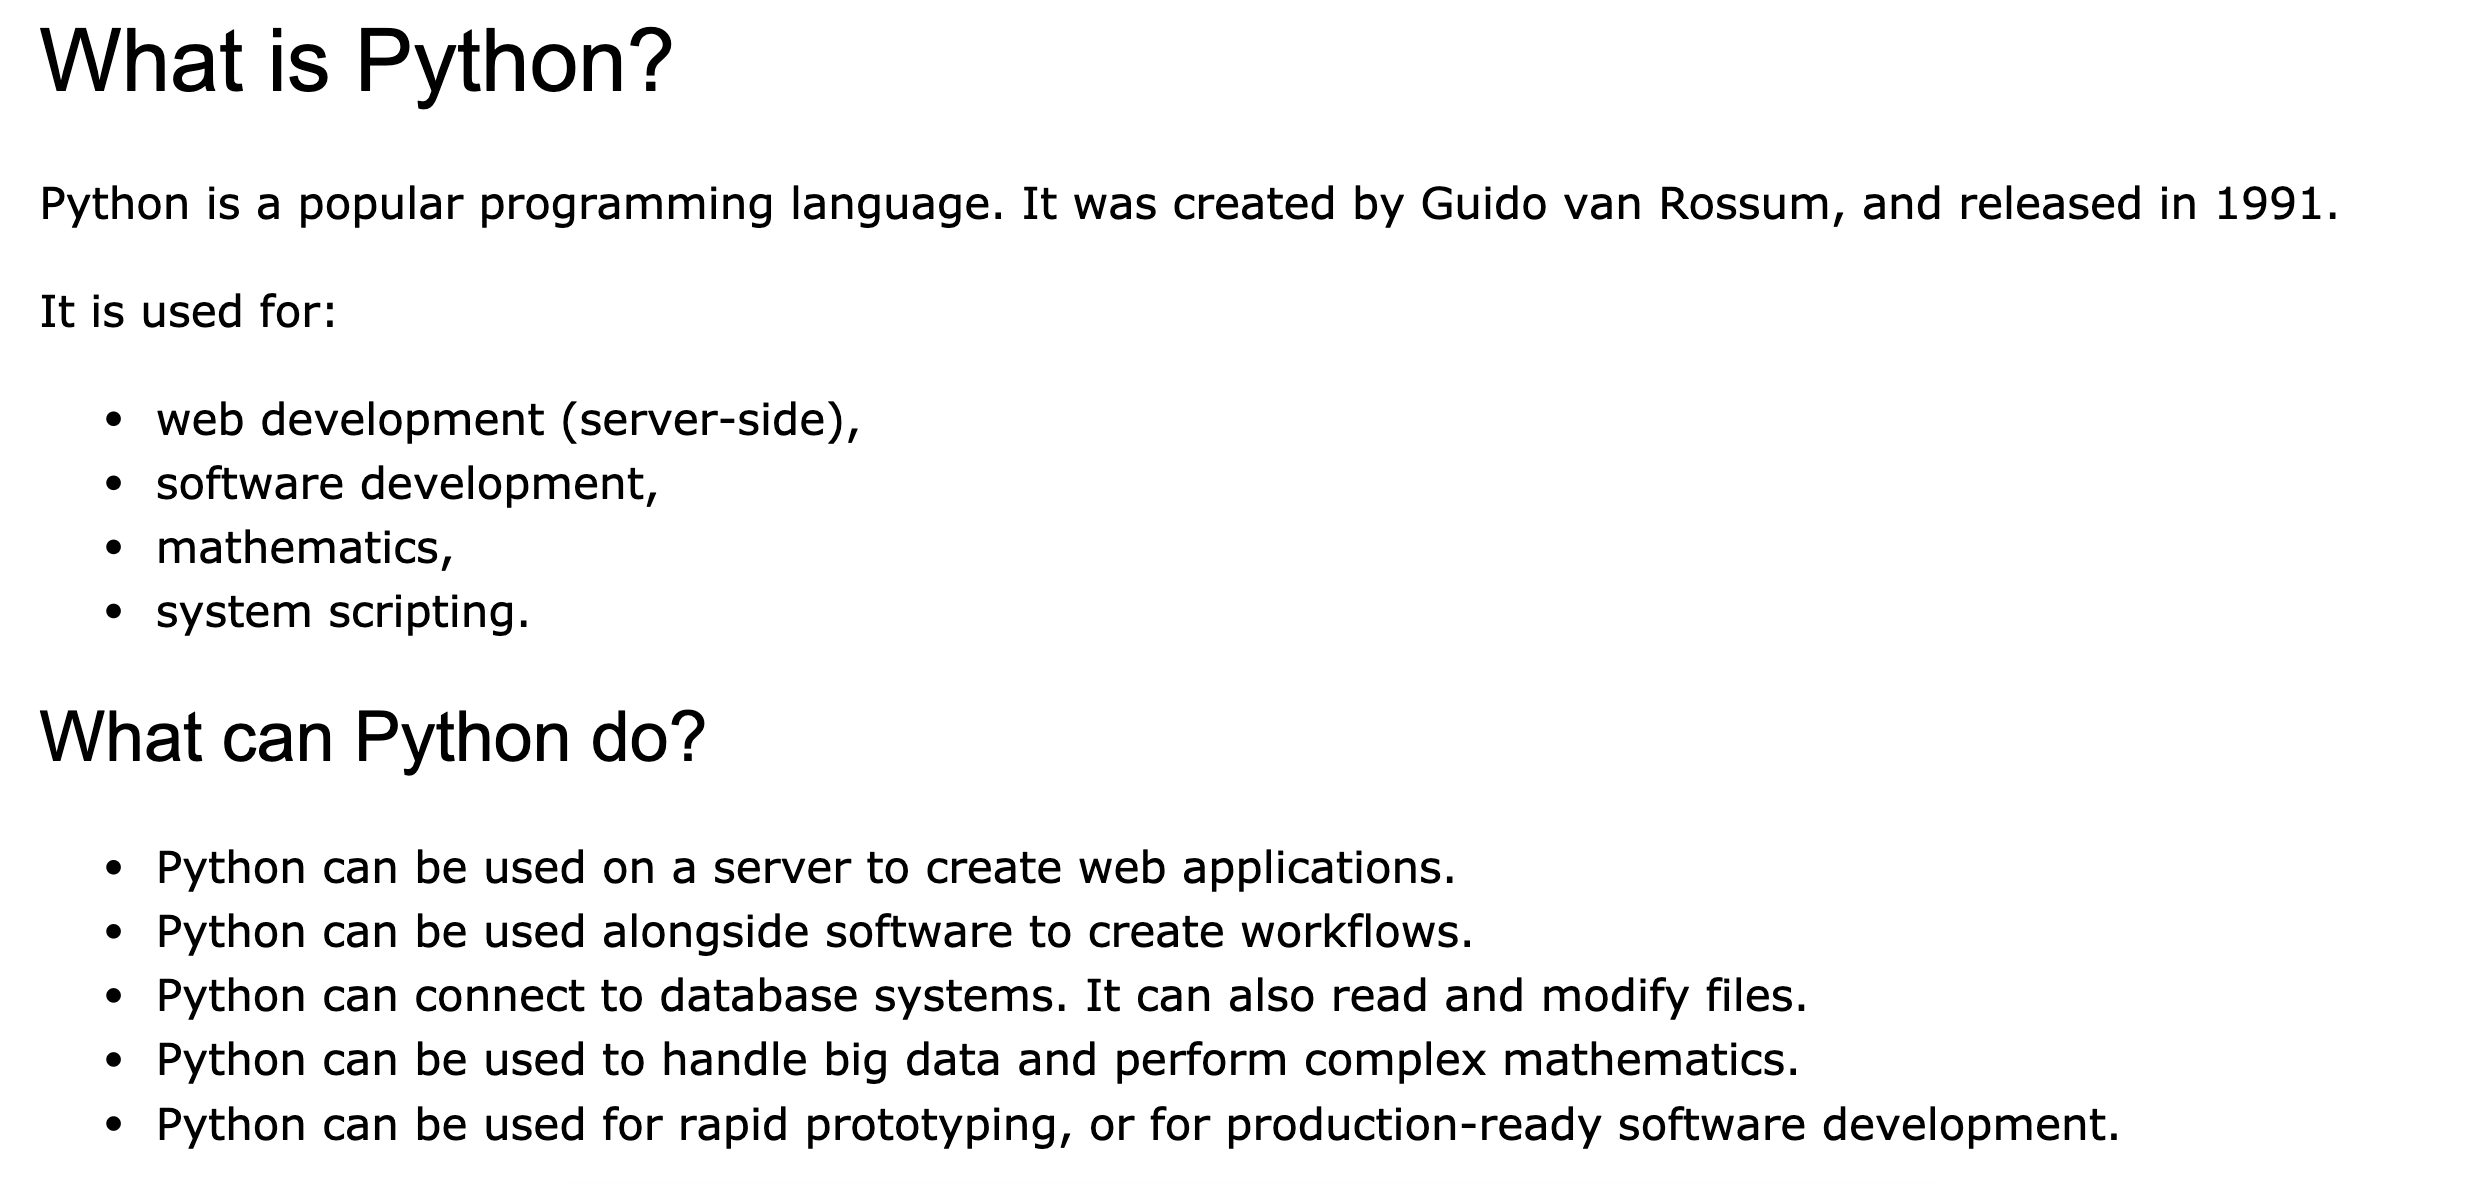 What is Python?
Python is a popular programming language. It was created by Guido van Rossum, and released in 1991.
It is used for:
• web development (server-side),
• software development,
• mathematics,
• system scripting.
What can Python do?
• Python can be used on a server to create web applications.
• Python can be used alongside software to create workflows.
• Python can connect to database systems. It can also read and modify files.
• Python can be used to handle big data and perform complex mathematics.
• Python can be used for rapid prototyping, or for production-ready software development.